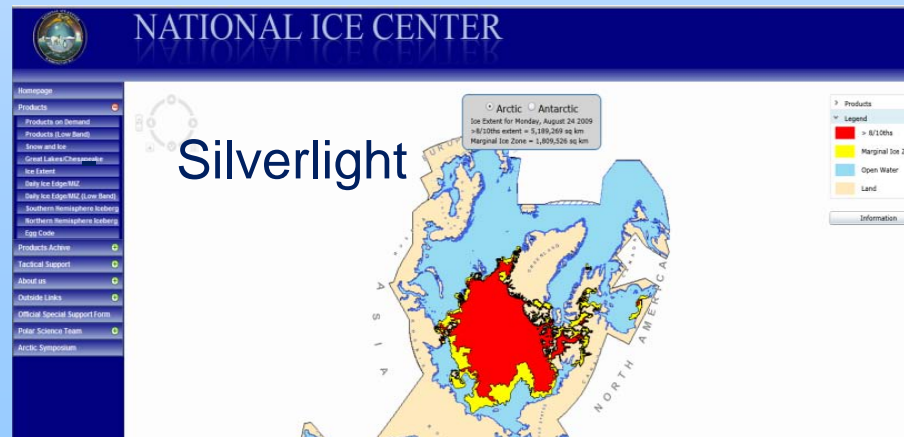 NATIONAL ICE CENTER
Homepage
Products
Products on Demand
Products (Low Band)
Snow and Ice
Great Lakes/Chesapeake
Ice Extent
Daily Ice Edge/MIZ
Daily Ice Edge/MIZ (Low Band)
Southern Hemisphere Iceberg
Northern Hemisphere Iceberg
Egg Code
Products Achive
Tactical Support
About us
Outside Links
Official Special Support Form
Polar Science Team
Arctic Symposium
Silverlight
Arctic Antarctic
Ice Extent for Monday, August 24 2009
>8/10ths extent = 5,189,269 sq km
Marginal Ice Zone = 1,809,526 sq km
Products
Legend
> 8/10ths
Marginal Ice Z
Open Water
Land
Information
GREENLAND
ASIA
NORTH AMERICA